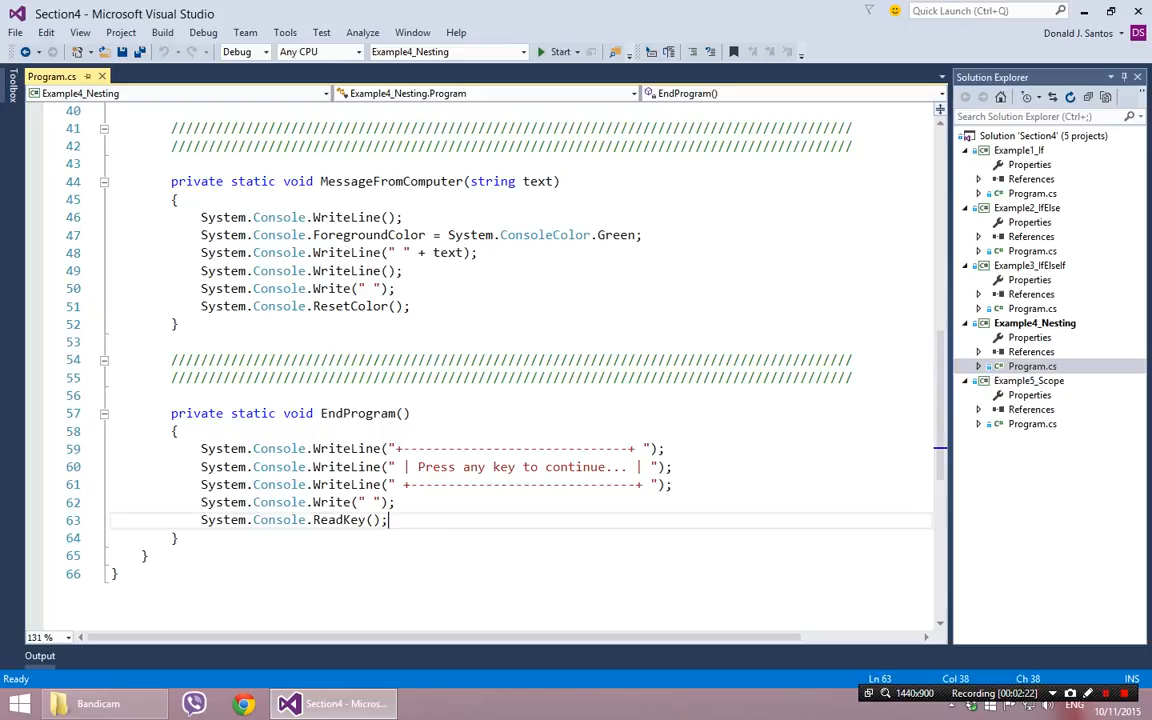 Section4 - Microsoft Visual Studio
Quick Launch (Ctrl+Q)
File Edit View Project Build Debug Team Tools Test Analyze Window Help
Donald J. Santos DS
Debug Any CPU Example4_Nesting Start
Toolbox
Program.cs
Example4_Nesting Example4_Nesting.Program EndProgram()
40
41 ///////////////////////////////////////////////////////////////////////////////////////////
42 ///////////////////////////////////////////////////////////////////////////////////////////
43
44 private static void MessageFromComputer(string text)
45 {
46 System.Console.WriteLine();
47 System.Console.ForegroundColor = System.ConsoleColor.Green;
48 System.Console.WriteLine(" " + text);
49 System.Console.WriteLine();
50 System.Console.Write(" ");
51 System.Console.ResetColor();
52 }
53
54 ///////////////////////////////////////////////////////////////////////////////////////////
55 ///////////////////////////////////////////////////////////////////////////////////////////
56
57 private static void EndProgram()
58 {
59 System.Console.WriteLine("+------------------------------+ ");
60 System.Console.WriteLine(" | Press any key to continue... | ");
61 System.Console.WriteLine(" +------------------------------+ ");
62 System.Console.Write(" ");
63 System.Console.ReadKey();
64 }
65 }
66 }
131 %
Solution Explorer
Search Solution Explorer (Ctrl+;)
Solution 'Section4' (5 projects)
Example1_If
Properties
References
Program.cs
Example2_IfElse
Properties
References
Program.cs
Example3_IfElseIf
Properties
References
Program.cs
Example4_Nesting
Properties
References
Program.cs
Example5_Scope
Properties
References
Program.cs
Output
Ready Ln 63 Col 38 Ch 38 INS
1440x900 Recording [00:02:22]
Bandicam
Section4 - Micros...
ENG
10/11/2015